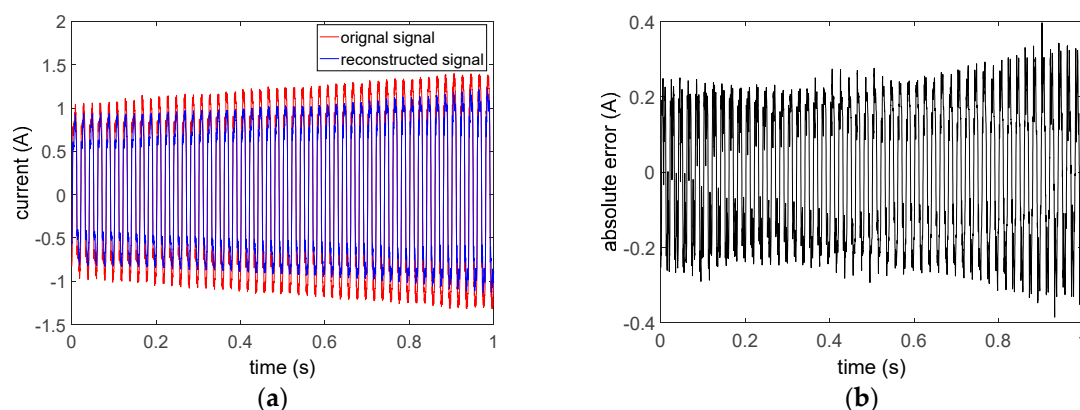 2
1.5
1
0.5
0
-0.5
-1
-1.5
current (A)
orignal signal
reconstructed signal
0 0.2 0.4 0.6 0.8 1
time (s)
(a)
0.4
0.2
0
-0.2
-0.4
absolute error (A)
0 0.2 0.4 0.6 0.8 1
time (s)
(b)